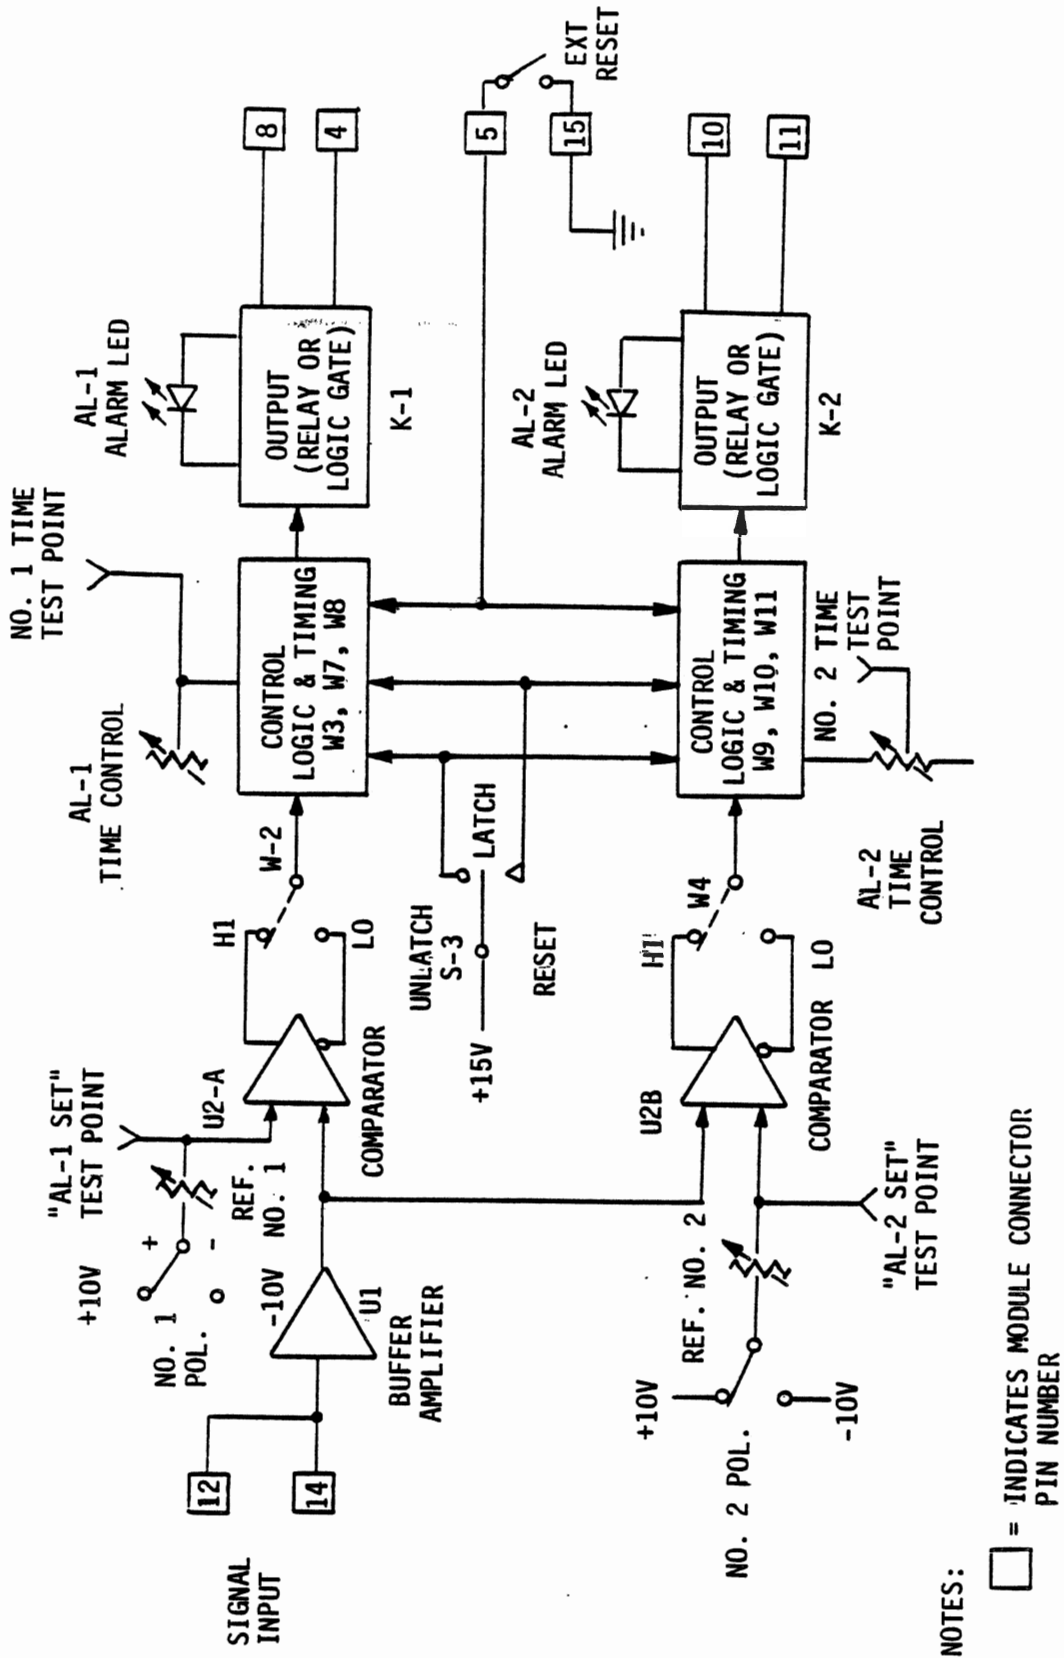 NO. 1 TIME
TEST POINT
AL-1
TIME CONTROL
AL-1
ALARM LED
"AL-1 SET"
TEST POINT
+10V
+
-
NO. 1
POL.
-10V
REF.
NO. 1
U2-A
COMPARATOR
H1
LO
W-2
CONTROL
LOGIC & TIMING
W3, W7, W8
OUTPUT
(RELAY OR
LOGIC GATE)
K-1
8
4
SIGNAL
INPUT
12
14
U1
BUFFER
AMPLIFIER
UNLATCH
S-3
LATCH
+15V
RESET
5
15
EXT
RESET
NO. 2 POL.
+10V
-10V
REF. NO. 2
"AL-2 SET"
TEST POINT
U2B
COMPARATOR
HI
LO
W4
CONTROL
LOGIC & TIMING
W9, W10, W11
NO. 2 TIME
TEST
POINT
AL-2
TIME
CONTROL
AL-2
ALARM LED
OUTPUT
(RELAY OR
LOGIC GATE)
K-2
10
11
NOTES:
= INDICATES MODULE CONNECTOR
PIN NUMBER